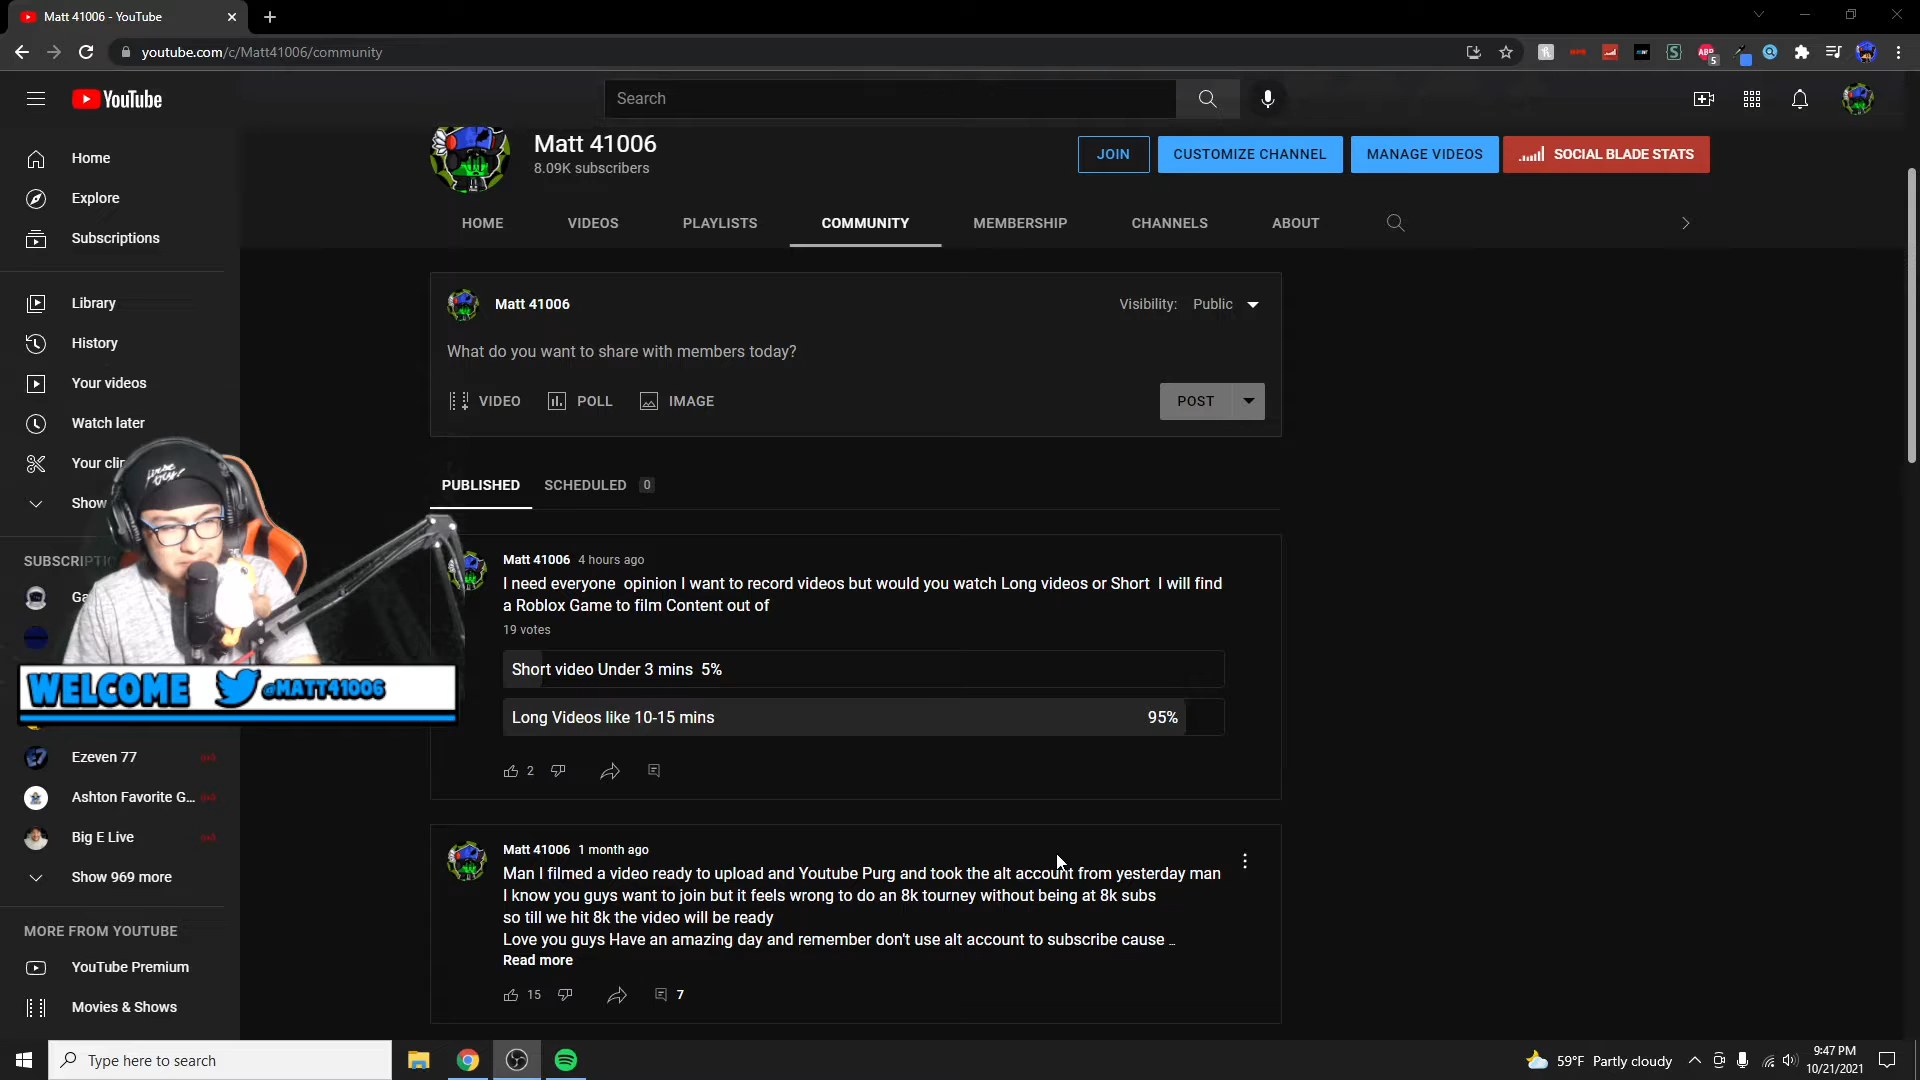 Matt 41006 - YouTube
youtube.com/c/Matt41006/community
YouTube
Search
Matt 41006
8.09K subscribers
JOIN
CUSTOMIZE CHANNEL
MANAGE VIDEOS
SOCIAL BLADE STATS
HOME
VIDEOS
PLAYLISTS
COMMUNITY
MEMBERSHIP
CHANNELS
ABOUT
Home
Explore
Subscriptions
Library
History
Your videos
Watch later
Your cli
Show
SUBSCRIPTI
Ga
Ezeven 77
Ashton Favorite G...
Big E Live
Show 969 more
MORE FROM YOUTUBE
YouTube Premium
Movies & Shows
WELCOME @MATT41006
Matt 41006
Visibility: Public
What do you want to share with members today?
VIDEO
POLL
IMAGE
POST
PUBLISHED
SCHEDULED 0
Matt 41006 4 hours ago
I need everyone opinion I want to record videos but would you watch Long videos or Short I will find
a Roblox Game to film Content out of
19 votes
Short video Under 3 mins 5%
Long Videos like 10-15 mins 95%
2
Matt 41006 1 month ago
Man I filmed a video ready to upload and Youtube Purg and took the alt account from yesterday man
I know you guys want to join but it feels wrong to do an 8k tourney without being at 8k subs
so till we hit 8k the video will be ready
Love you guys Have an amazing day and remember don't use alt account to subscribe cause ...
Read more
15
7
Type here to search
59°F Partly cloudy
9:47 PM
10/21/2021